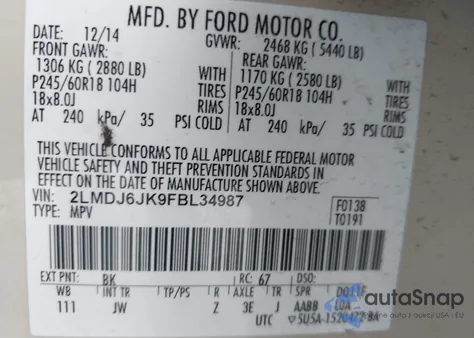 MFD. BY FORD MOTOR CO.
DATE: 12/14 GVWR: 2468 KG (5440 LB)
FRONT GAWR: REAR GAWR:
1306 KG (2880 LB) WITH 1170 KG (2580 LB) WITH
P245/60R18 104H TIRES P245/60R18 104H TIRES
18x8.0J RIMS 18x8.0J RIMS
AT 240 kPa/ 35 PSI COLD AT 240 kPa/ 35 PSI COLD
THIS VEHICLE CONFORMS TO ALL APPLICABLE FEDERAL MOTOR
VEHICLE SAFETY AND THEFT PREVENTION STANDARDS IN
EFFECT ON THE DATE OF MANUFACTURE SHOWN ABOVE.
VIN: 2LMDJ6JK9FBL34987 F0138
TYPE: MPV T0191
EXT PNT: BK RC: 67 DSO:
WB INT TR TP/PS R AXLE TR SPR
111 JW Z 3E J AABB
UTC
autoSnap